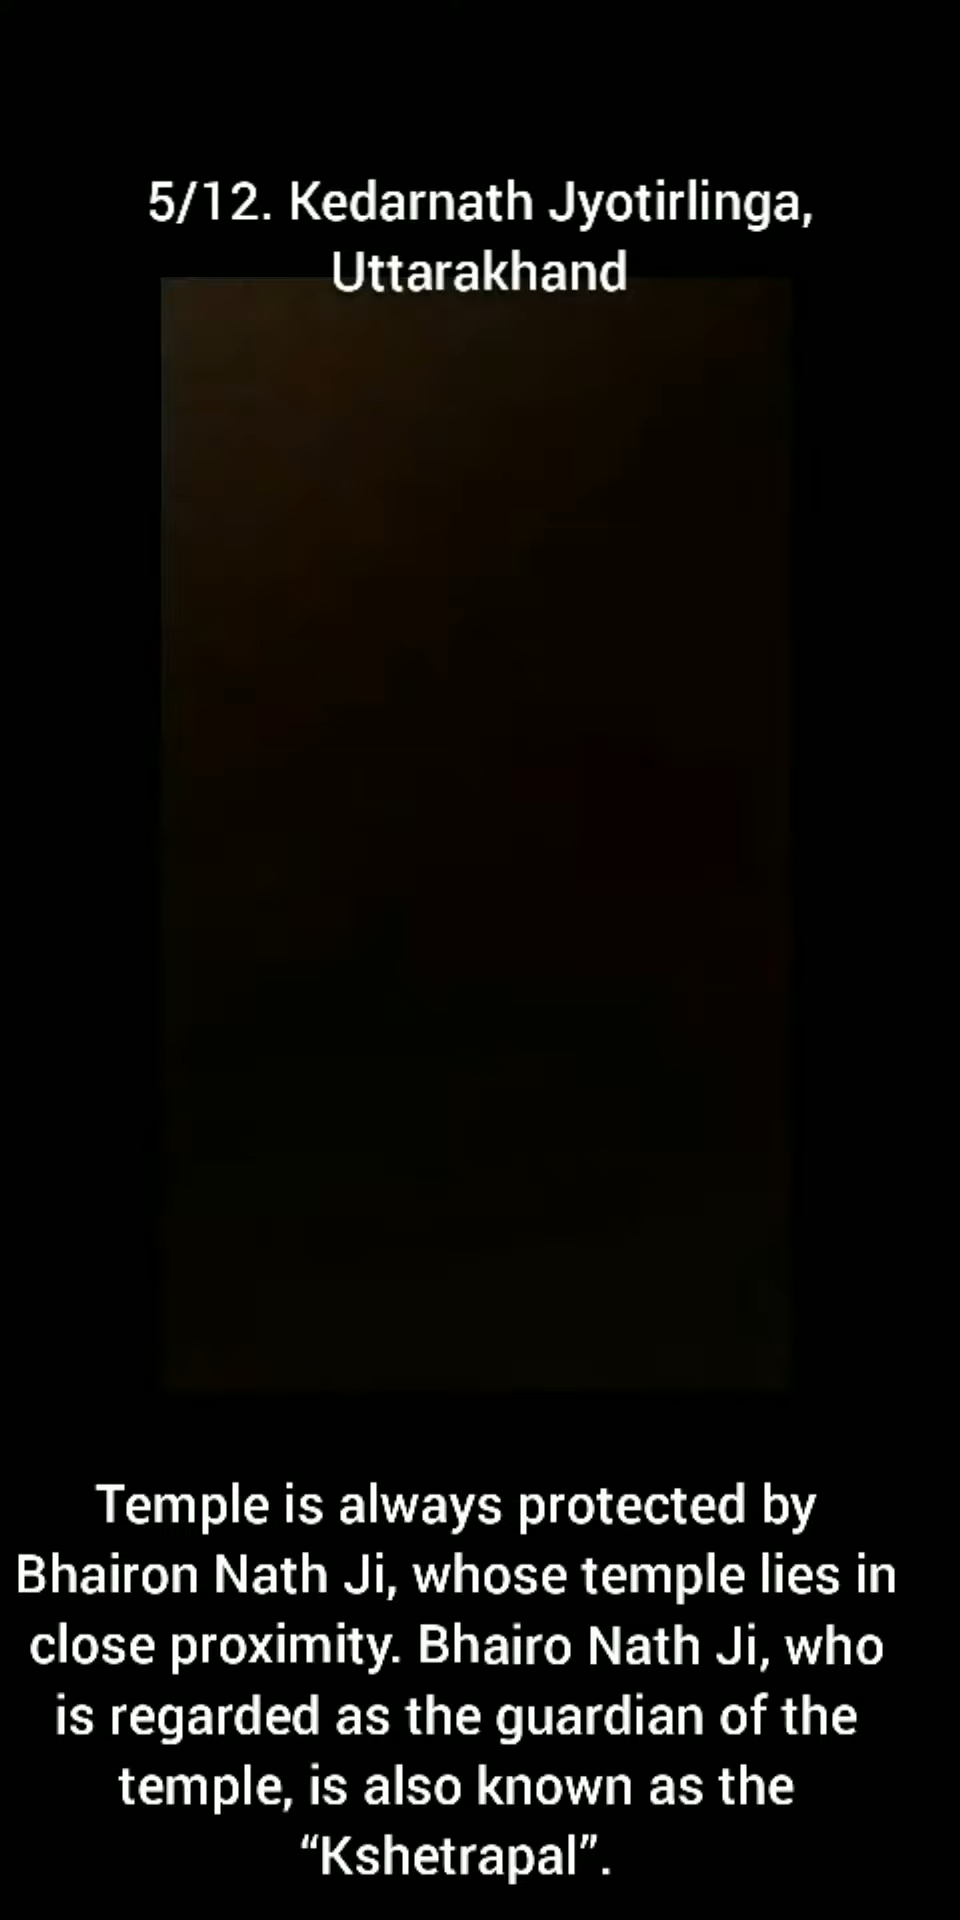 5/12. Kedarnath Jyotirlinga,
Uttarakhand
Temple is always protected by
Bhairon Nath Ji, whose temple lies in
close proximity. Bhairo Nath Ji, who
is regarded as the guardian of the
temple, is also known as the
“Kshetrapal”.